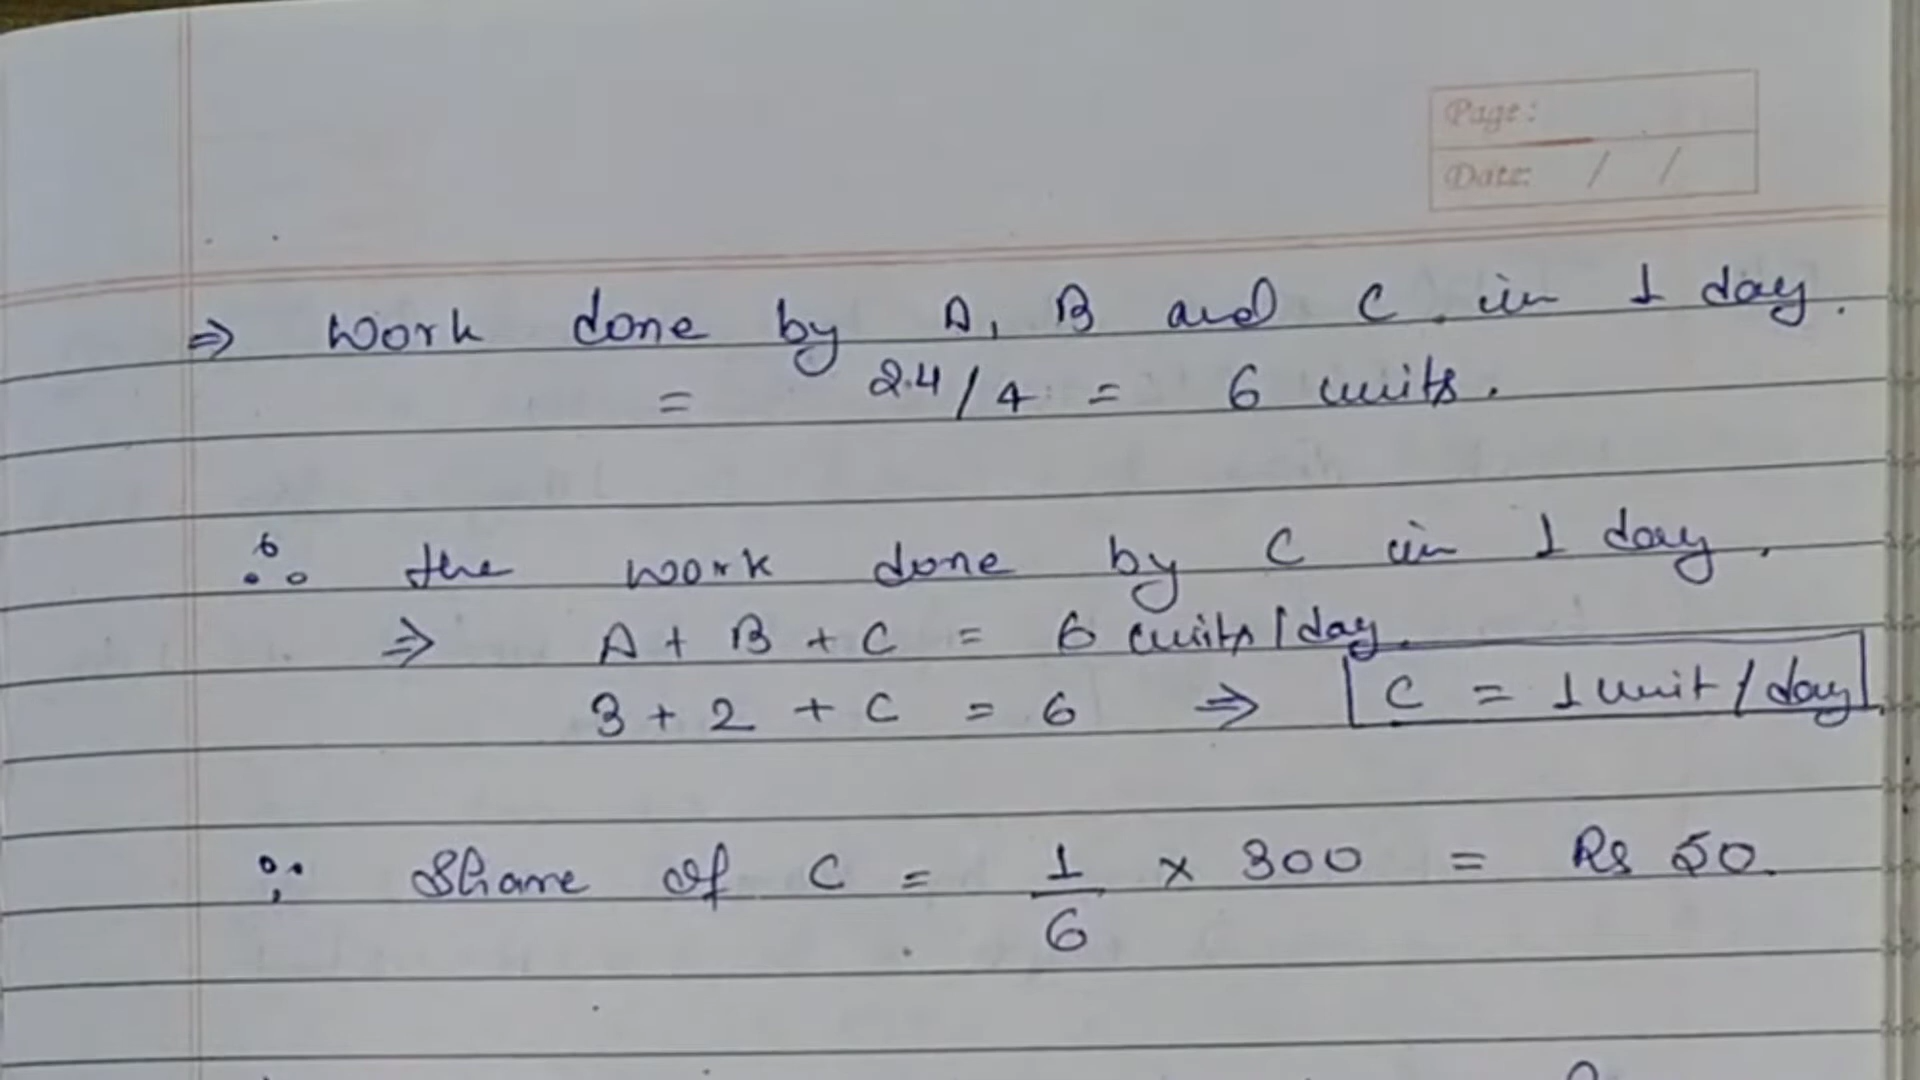 Page:
Date: / /
⇒ Work done by A, B and C in 1 day.
= 24/4 = 6 units.
∴ the work done by C in 1 day.
⇒ A + B + C = 6 units/day.
3 + 2 + C = 6 ⇒ C = 1 unit/day
∵ Share of C = 1/6 × 300 = Rs 50.